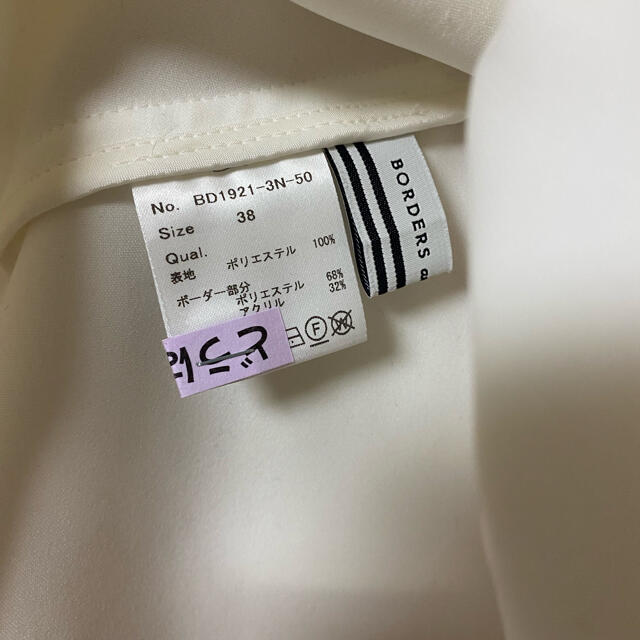 No. BD1921-3N-50
Size 38
Qual.
表地 ポリエステル 100%
ボーダー部分
ポリエステル 68%
アクリル 32%
F
W
BORDERS